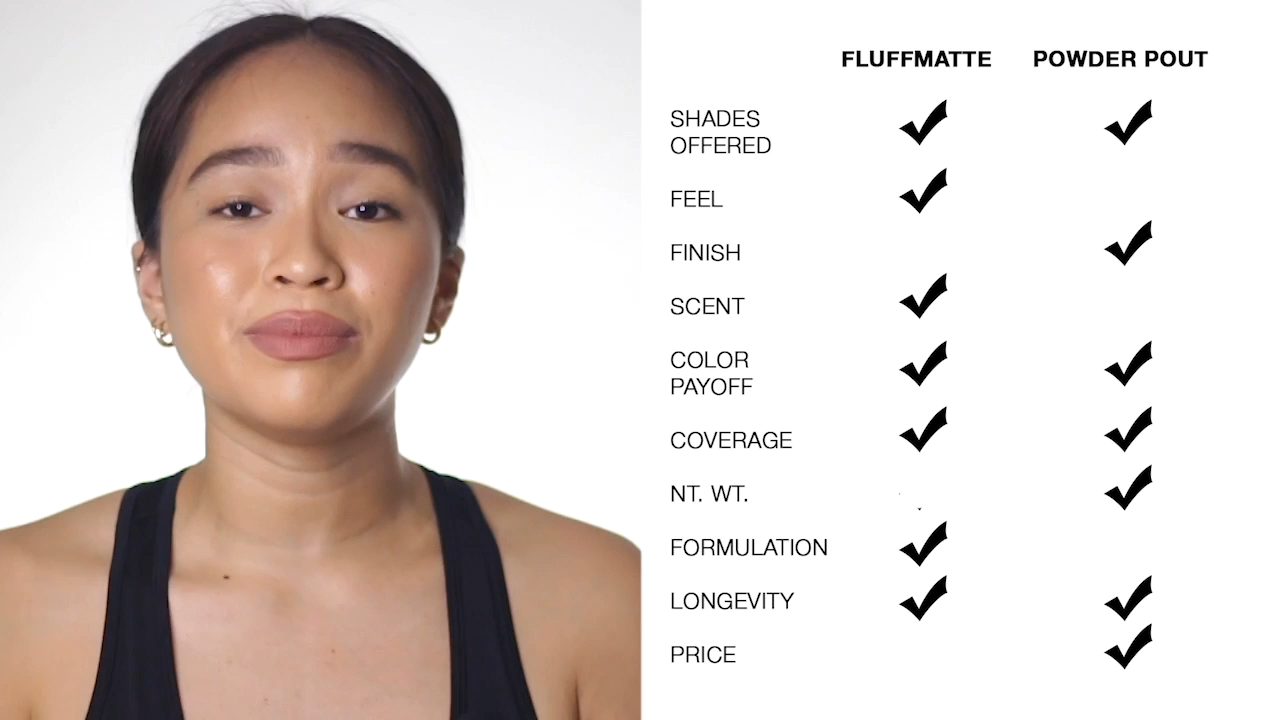 FLUFFMATTE POWDER POUT
SHADES
OFFERED
FEEL
FINISH
SCENT
COLOR
PAYOFF
COVERAGE
NT. WT.
FORMULATION
LONGEVITY
PRICE